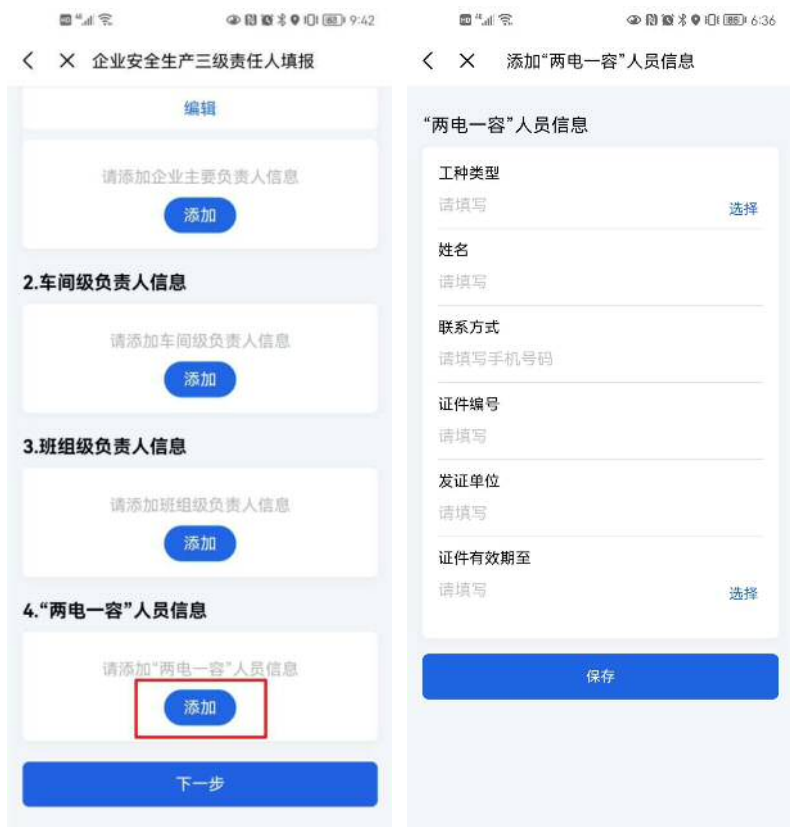 9:42
企业安全生产三级责任人填报
编辑
请添加企业主要负责人信息
添加
2.车间级负责人信息
请添加车间级负责人信息
添加
3.班组级负责人信息
请添加班组级负责人信息
添加
4.“两电一容”人员信息
请添加“两电一容”人员信息
添加
下一步
6:36
添加“两电一容”人员信息
“两电一容”人员信息
工种类型
请填写 选择
姓名
请填写
联系方式
请填写手机号码
证件编号
请填写
发证单位
请填写
证件有效期至
请填写 选择
保存